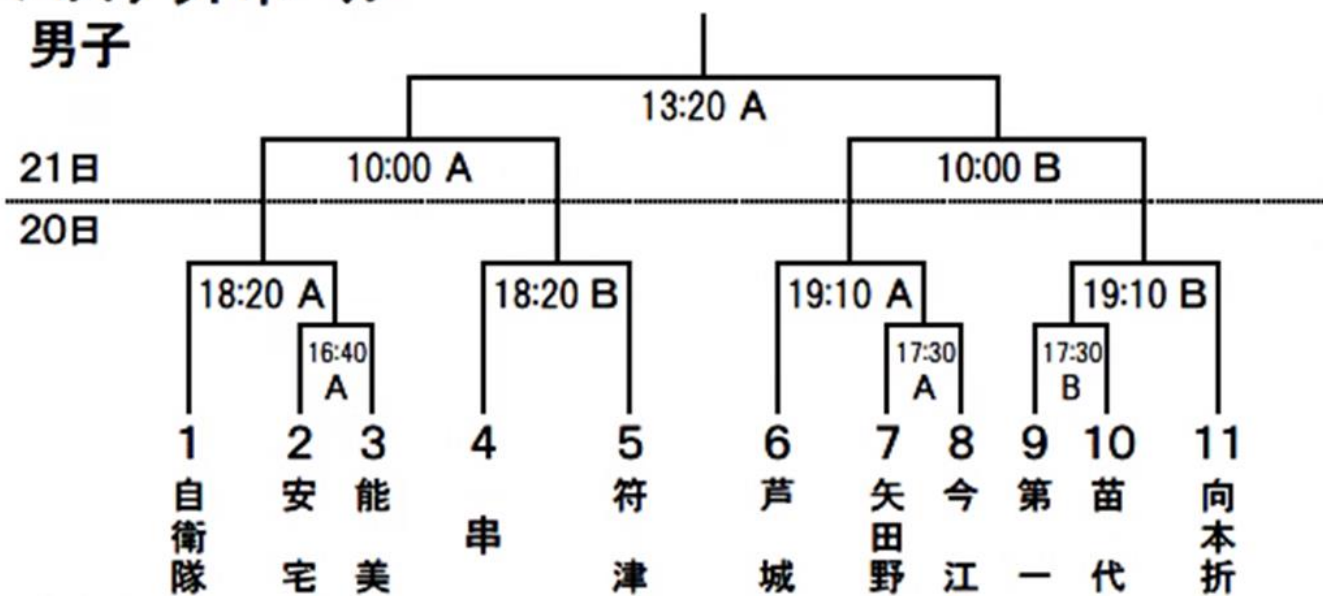 男子
13:20 A
21日
10:00 A
10:00 B
20日
18:20 A
18:20 B
19:10 A
19:10 B
16:40
A
17:30
A
17:30
B
1
2
3
4
5
6
7
8
9
10
11
自衛隊
安宅
能美
串
符津
芦城
矢田野
今江
第一
苗代
向本折